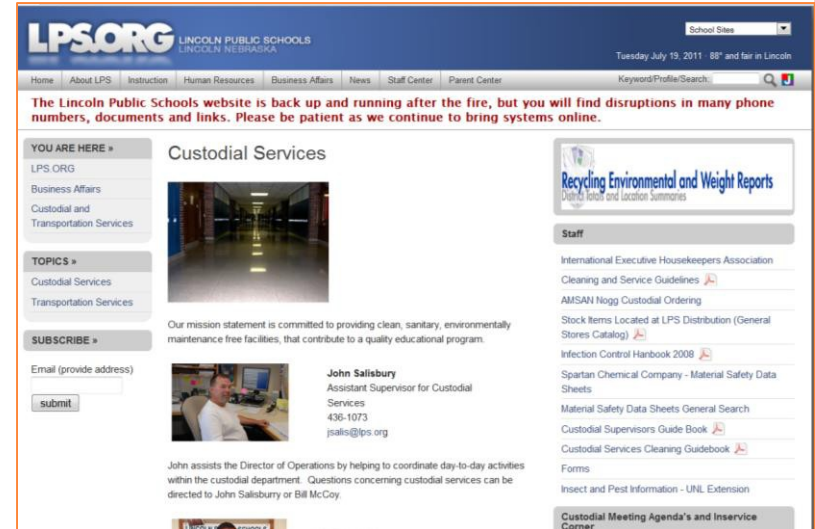 LPS.ORG
LINCOLN PUBLIC SCHOOLS
LINCOLN NEBRASKA
School Sites
Tuesday July 19, 2011 · 88° and fair in Lincoln
Home About LPS Instruction Human Resources Business Affairs News Staff Center Parent Center
Keyword/Profile/Search:
The Lincoln Public Schools website is back up and running after the fire, but you will find disruptions in many phone
numbers, documents and links. Please be patient as we continue to bring systems online.
YOU ARE HERE »
LPS.ORG
Business Affairs
Custodial and
Transportation Services
TOPICS »
Custodial Services
Transportation Services
SUBSCRIBE »
Email (provide address)
submit
Custodial Services
Our mission statement is committed to providing clean, sanitary, environmentally
maintenance free facilities, that contribute to a quality educational program.
John Salisbury
Assistant Supervisor for Custodial
Services
436-1073
jsalis@lps.org
John assists the Director of Operations by helping to coordinate day-to-day activities
within the custodial department. Questions concerning custodial services can be
directed to John Salisburry or Bill McCoy.
LINCOLN PUBLIC SCHOOLS
Recycling Environmental and Weight Reports
District Totals and Location Summaries
Staff
International Executive Housekeepers Association
Cleaning and Service Guidelines
AMSAN Nogg Custodial Ordering
Stock Items Located at LPS Distribution (General
Stores Catalog)
Infection Control Hanbook 2008
Spartan Chemical Company - Material Safety Data
Sheets
Material Safety Data Sheets General Search
Custodial Supervisors Guide Book
Custodial Services Cleaning Guidebook
Forms
Insect and Pest Information - UNL Extension
Custodial Meeting Agenda's and Inservice
Corner